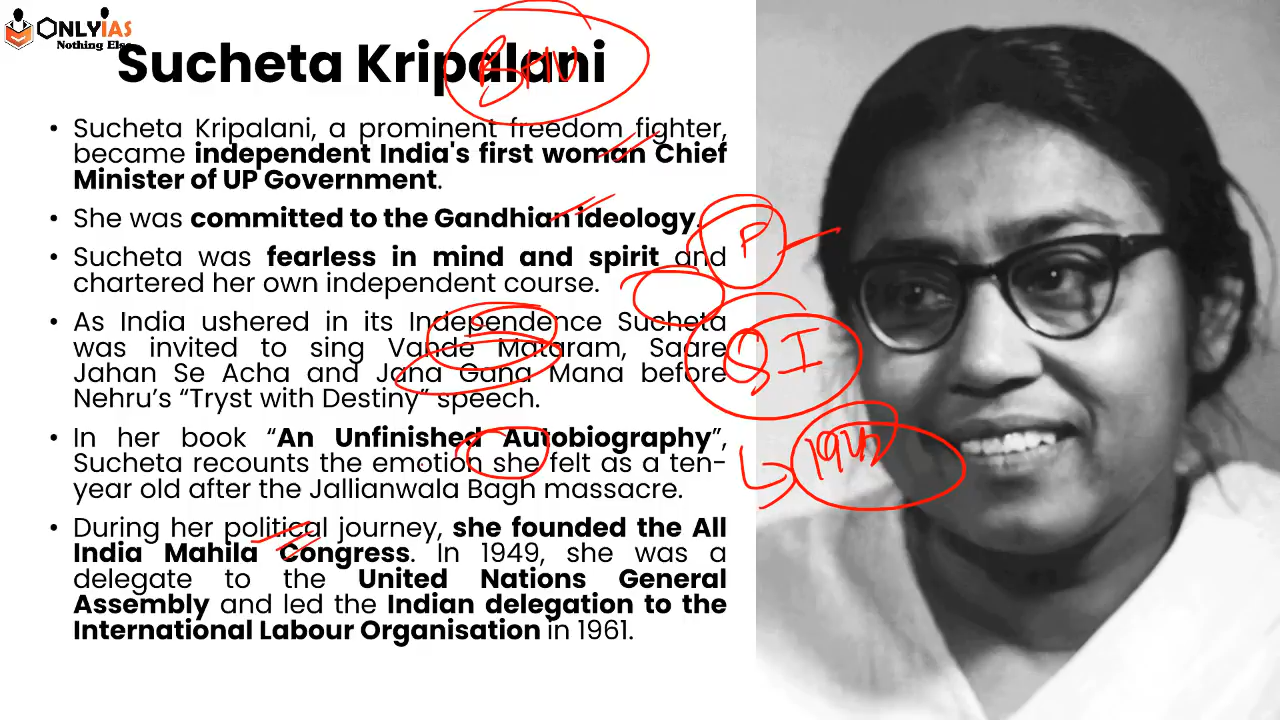 ONLYIAS
Nothing Else
Sucheta Kripalani
BHU
• Sucheta Kripalani, a prominent freedom fighter,
became independent India's first woman Chief
Minister of UP Government.
• She was committed to the Gandhian ideology.
P
• Sucheta was fearless in mind and spirit and
chartered her own independent course.
• As India ushered in its Independence Sucheta
was invited to sing Vande Mataram, Saare
Jahan Se Acha and Jana Gana Mana before
Nehru's “Tryst with Destiny” speech.
• In her book “An Unfinished Autobiography”,
Sucheta recounts the emotion she felt as a ten-
year old after the Jallianwala Bagh massacre.
• During her political journey, she founded the All
India Mahila Congress. In 1949, she was a
delegate to the United Nations General
Assembly and led the Indian delegation to the
International Labour Organisation in 1961.